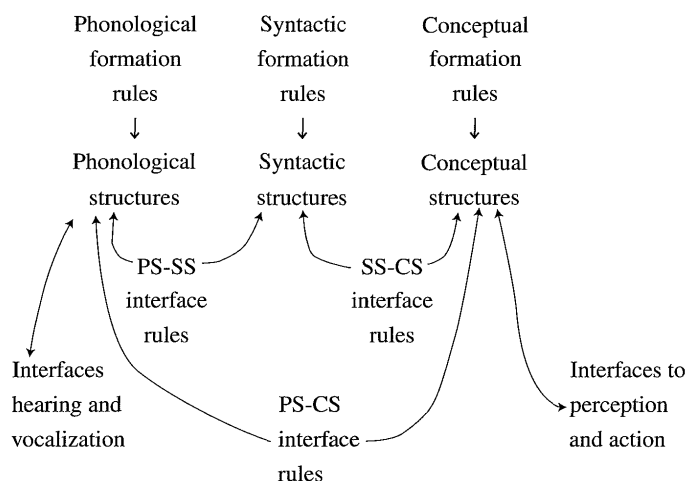 Phonological
formation
rules
Syntactic
formation
rules
Conceptual
formation
rules
Phonological
structures
Syntactic
structures
Conceptual
structures
PS-SS
interface
rules
SS-CS
interface
rules
Interfaces
hearing and
vocalization
PS-CS
interface
rules
Interfaces to
perception
and action